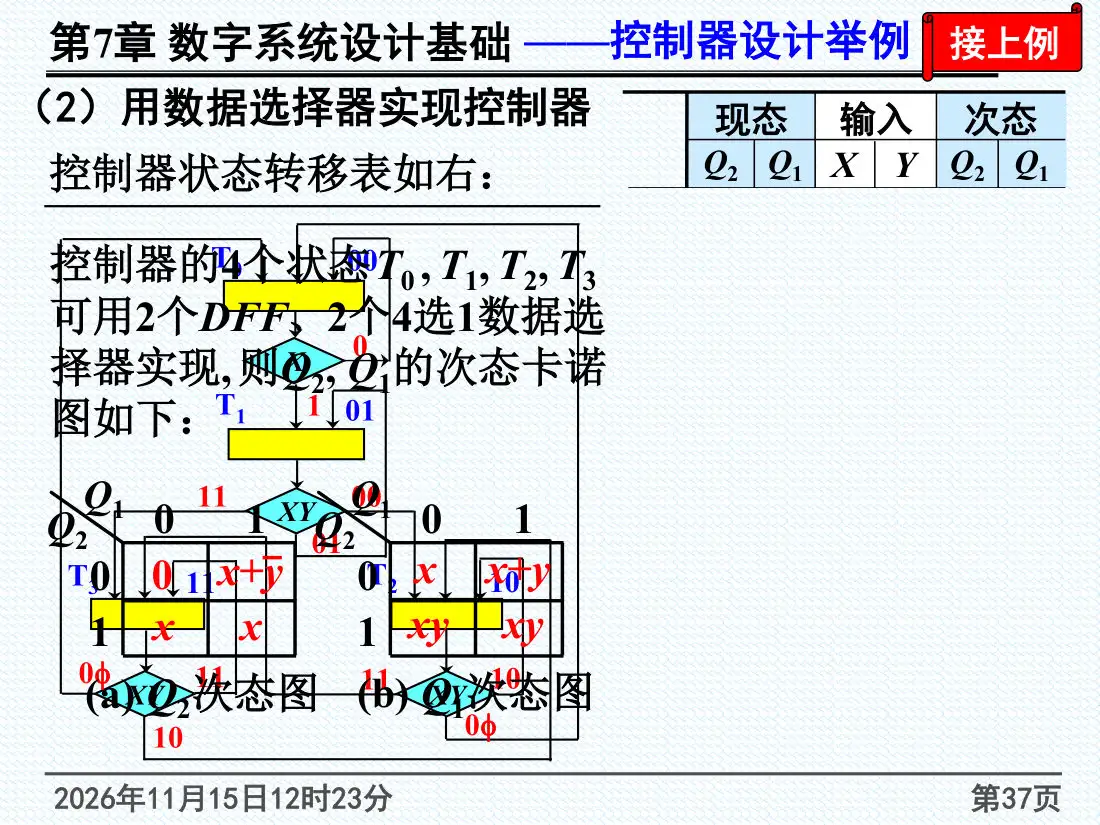 第7章 数字系统设计基础 ——控制器设计举例
接上例
（2）用数据选择器实现控制器
控制器状态转移表如右：
现态 输入 次态
Q2 Q1 X Y Q2 Q1
控制器的4个状态T0 , T1, T2, T3
可用2个DFF、2个4选1数据选
择器实现, 则Q2, Q1的次态卡诺
图如下：
00
X
0
1
T1
01
11
XY
00
01
Q1
Q2
0 1
0 0 x+y̅
1 x x
(a) Q2次态图
Q1
Q2
0 1
0 x x+y
1 xy xy
(b) Q1次态图
T3
11
T2
10
0ϕ
XY
11
10
11
XY
10
0ϕ
2026年11月15日12时23分
第37页